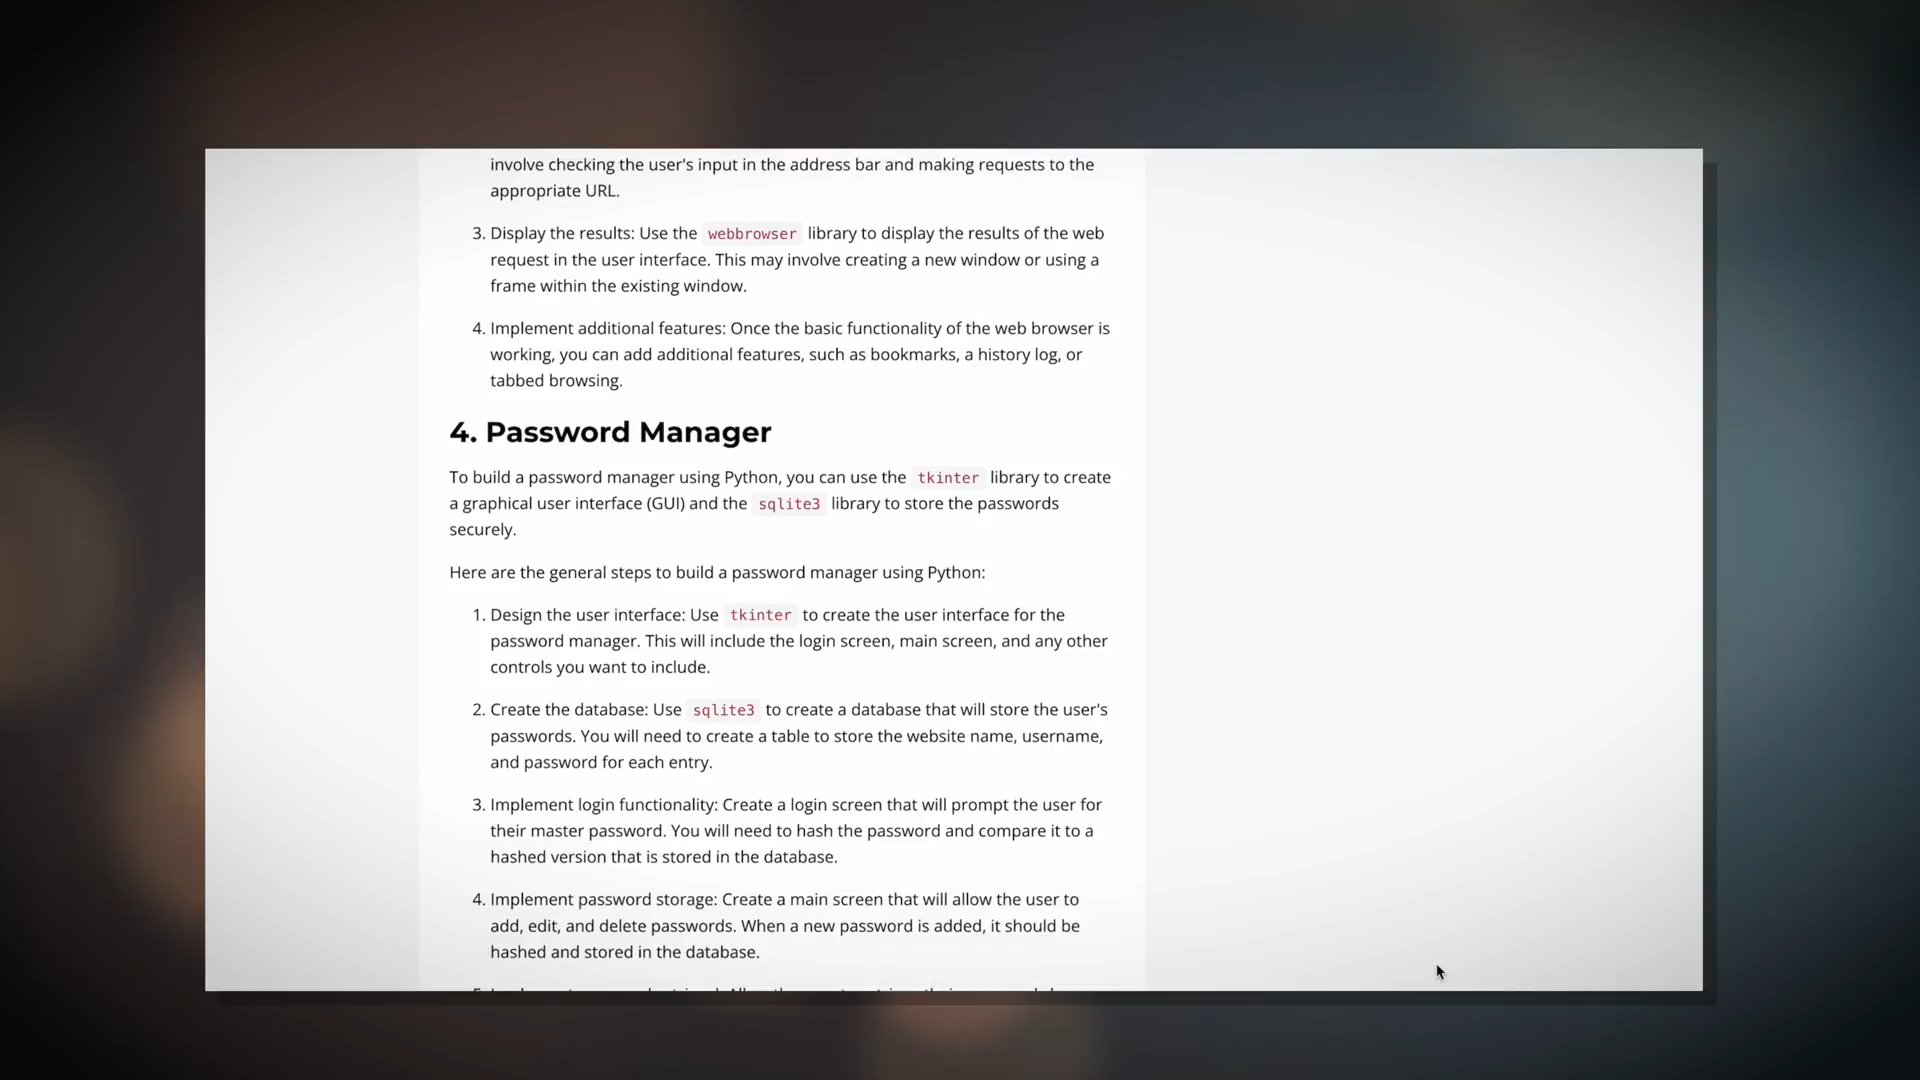 involve checking the user's input in the address bar and making requests to the
appropriate URL.
3. Display the results: Use the webbrowser library to display the results of the web
request in the user interface. This may involve creating a new window or using a
frame within the existing window.
4. Implement additional features: Once the basic functionality of the web browser is
working, you can add additional features, such as bookmarks, a history log, or
tabbed browsing.
4. Password Manager
To build a password manager using Python, you can use the tkinter library to create
a graphical user interface (GUI) and the sqlite3 library to store the passwords
securely.
Here are the general steps to build a password manager using Python:
1. Design the user interface: Use tkinter to create the user interface for the
password manager. This will include the login screen, main screen, and any other
controls you want to include.
2. Create the database: Use sqlite3 to create a database that will store the user's
passwords. You will need to create a table to store the website name, username,
and password for each entry.
3. Implement login functionality: Create a login screen that will prompt the user for
their master password. You will need to hash the password and compare it to a
hashed version that is stored in the database.
4. Implement password storage: Create a main screen that will allow the user to
add, edit, and delete passwords. When a new password is added, it should be
hashed and stored in the database.